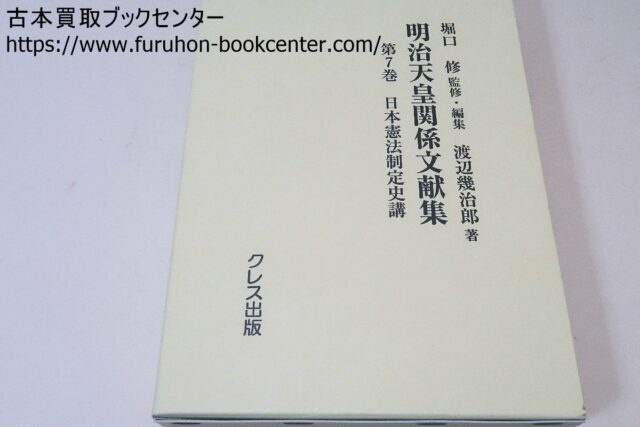 古本買取ブックセンター
https://www.furuhon-bookcenter.com/
堀口 修 監修・編集 渡辺幾治郎 著
明治天皇関係文献集
第7巻 日本憲法制定史講
クレス出版